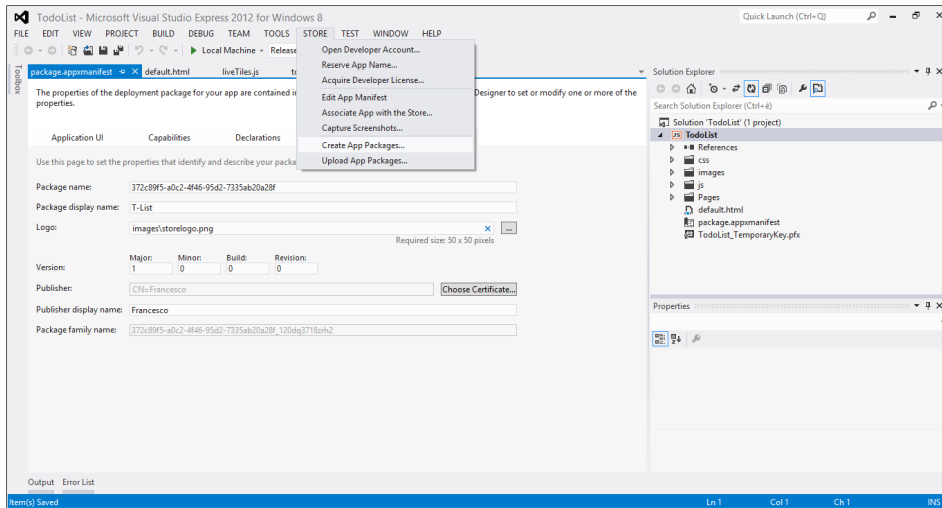 TodoList - Microsoft Visual Studio Express 2012 for Windows 8
Quick Launch (Ctrl+Q)
FILE EDIT VIEW PROJECT BUILD DEBUG TEAM TOOLS STORE TEST WINDOW HELP
Local Machine Release
Toolbox
package.appxmanifest default.html liveTiles.js
The properties of the deployment package for your app are contained i
Designer to set or modify one or more of the
properties.
Application UI Capabilities Declarations
Use this page to set the properties that identify and describe your packa
Package name: 372c89f5-a0c2-4f46-95d2-7335ab20a28f
Package display name: T-List
Logo: images\storelogo.png ...
Required size: 50 x 50 pixels
Major: Minor: Build: Revision:
Version: 1 0 0 0
Publisher: CN=Francesco Choose Certificate...
Publisher display name: Francesco
Package family name: 372c89f5-a0c2-4f46-95d2-7335ab20a28f_120dq3718zrh2
Open Developer Account...
Reserve App Name...
Acquire Developer License...
Edit App Manifest
Associate App with the Store...
Capture Screenshots...
Create App Packages...
Upload App Packages...
Solution Explorer
Search Solution Explorer (Ctrl+è)
Solution 'TodoList' (1 project)
JS TodoList
References
css
images
js
Pages
default.html
package.appxmanifest
TodoList_TemporaryKey.pfx
Properties
Output Error List
Item(s) Saved Ln 1 Col 1 Ch 1 INS